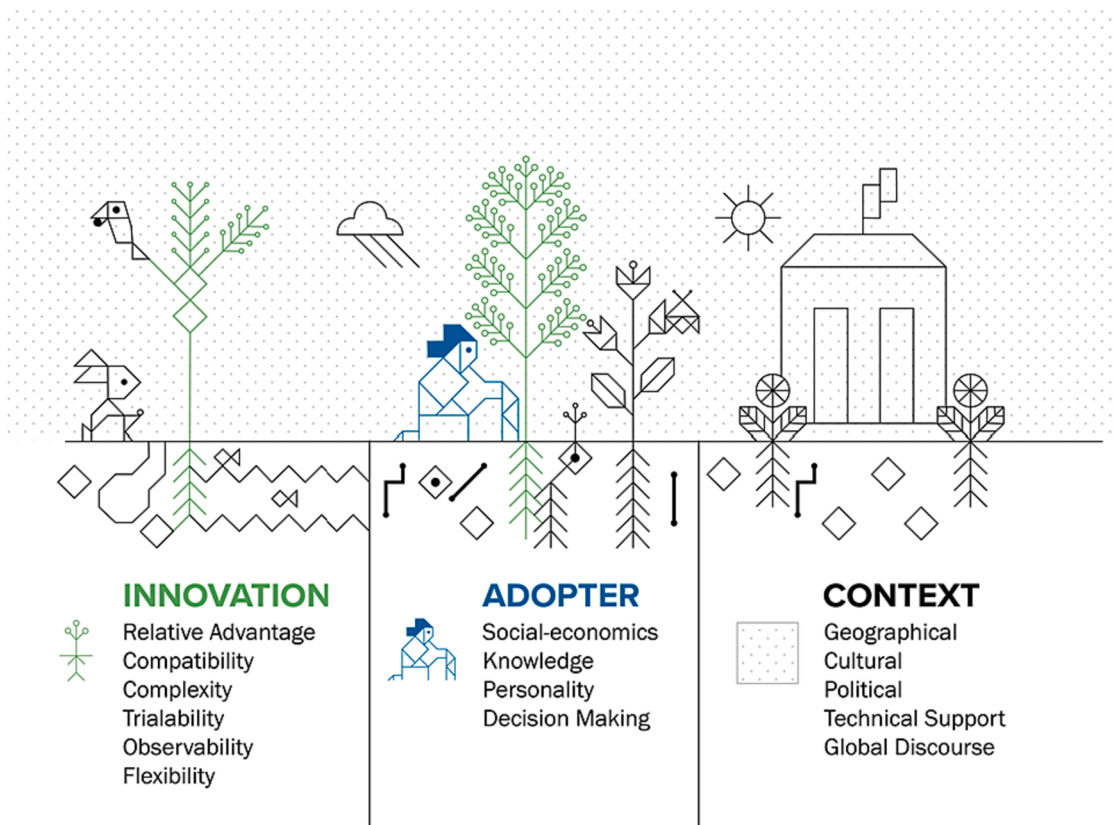 INNOVATION
Relative Advantage
Compatibility
Complexity
Trialability
Observability
Flexibility
ADOPTER
Social-economics
Knowledge
Personality
Decision Making
CONTEXT
Geographical
Cultural
Political
Technical Support
Global Discourse